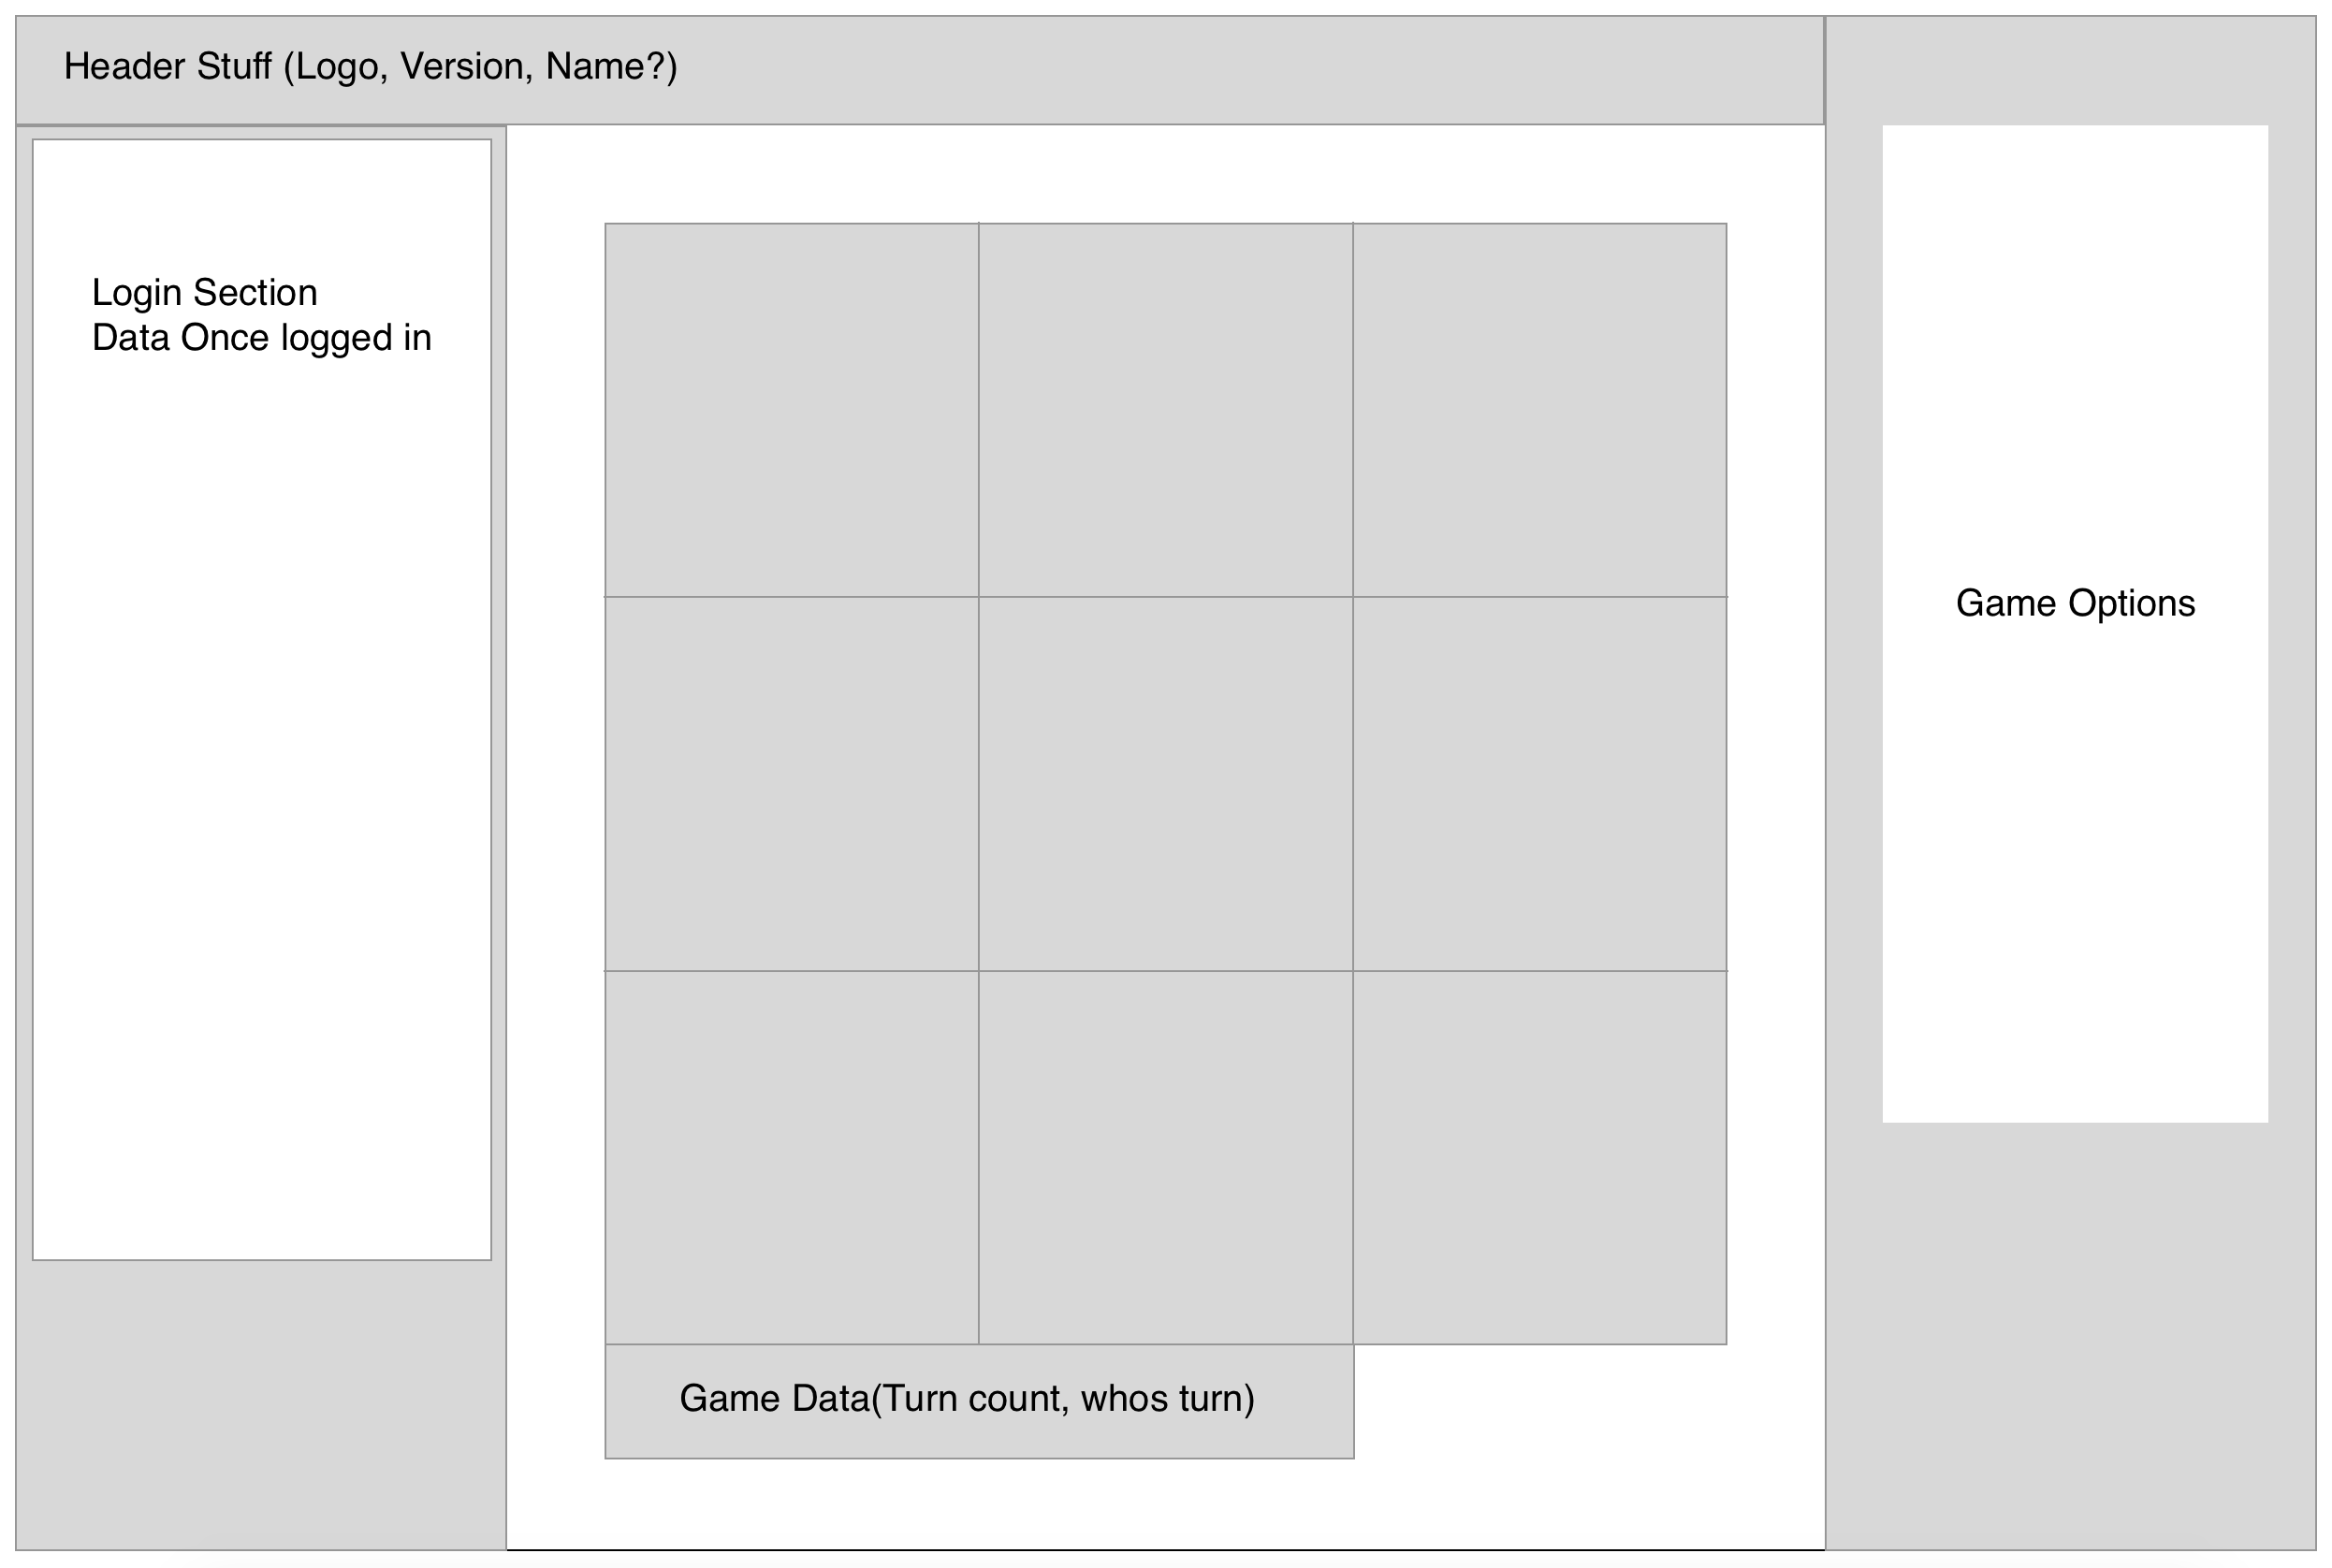 Header Stuff (Logo, Version, Name?)
Login Section
Data Once logged in
Game Options
Game Data(Turn count, whos turn)